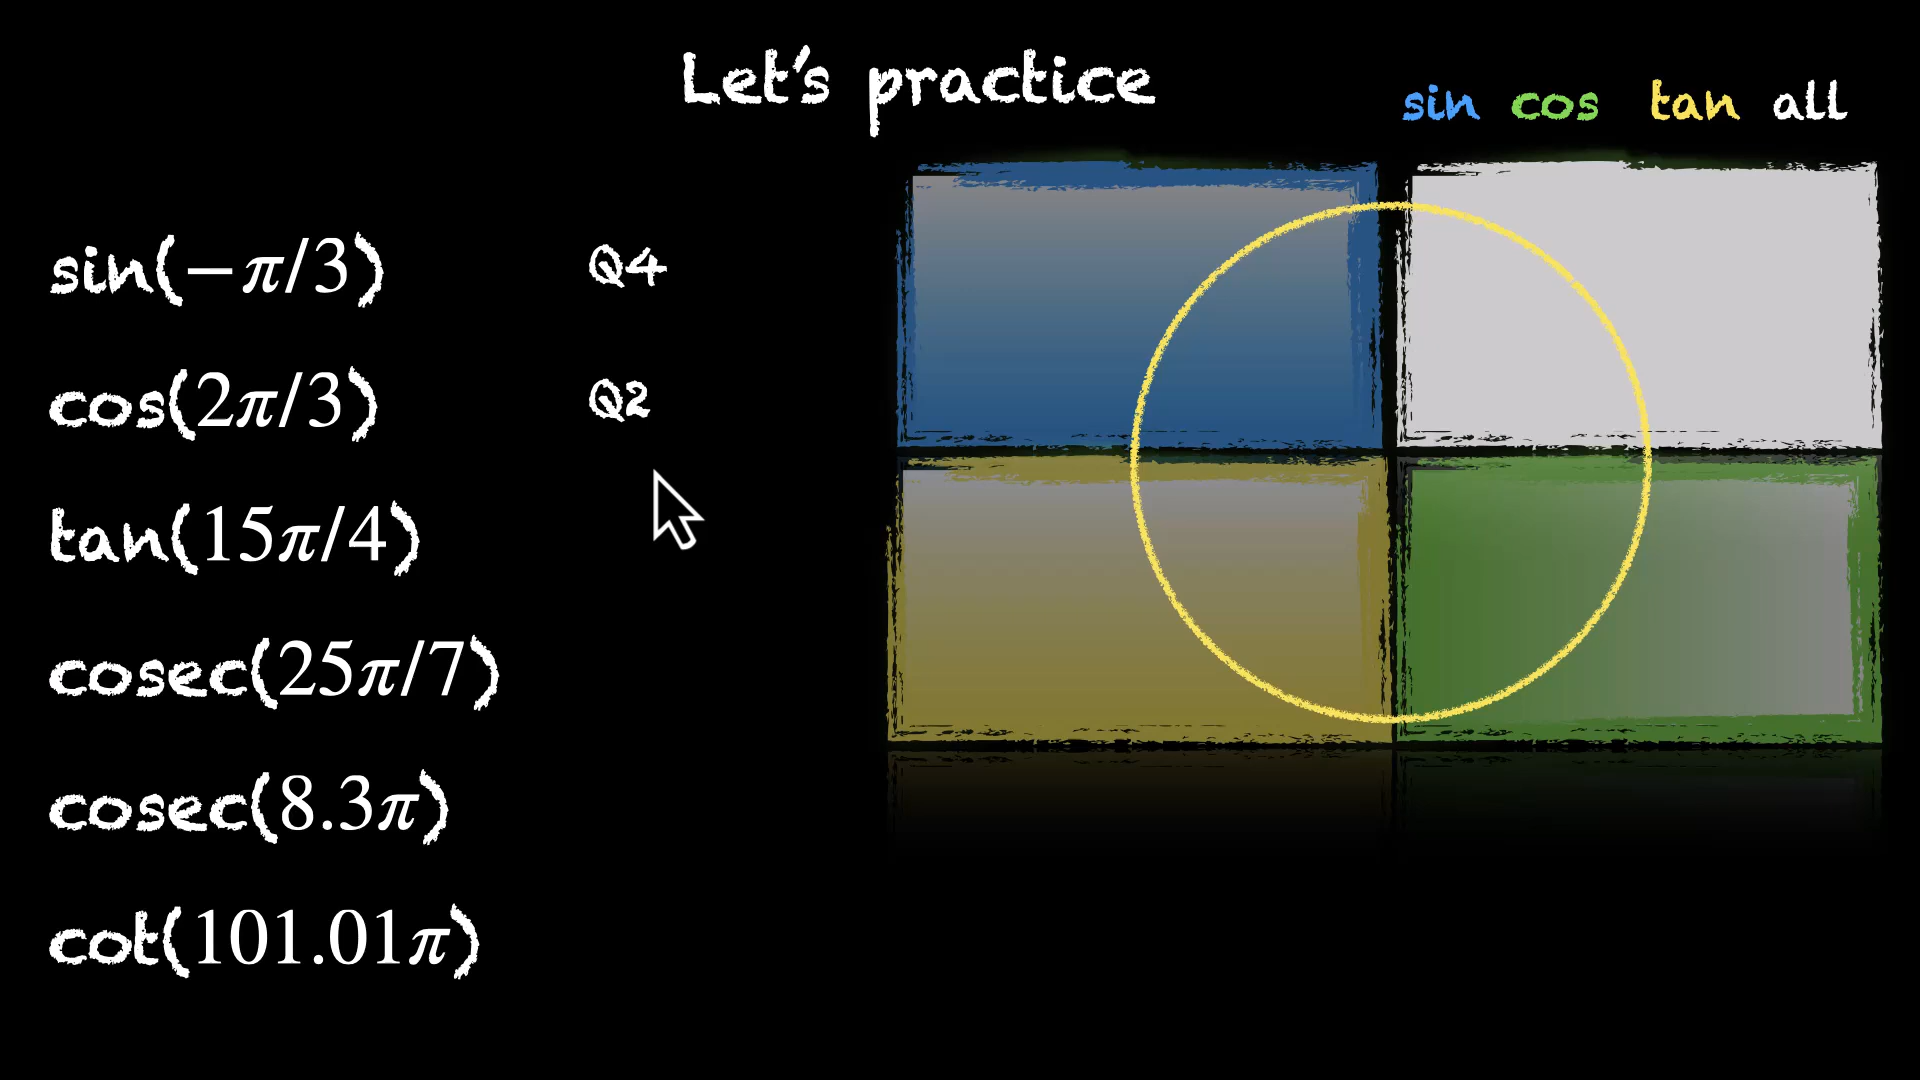 Let's practice
sin cos tan all
sin(−π/3) Q4
cos(2π/3) Q2
tan(15π/4)
cosec(25π/7)
cosec(8.3π)
cot(101.01π)